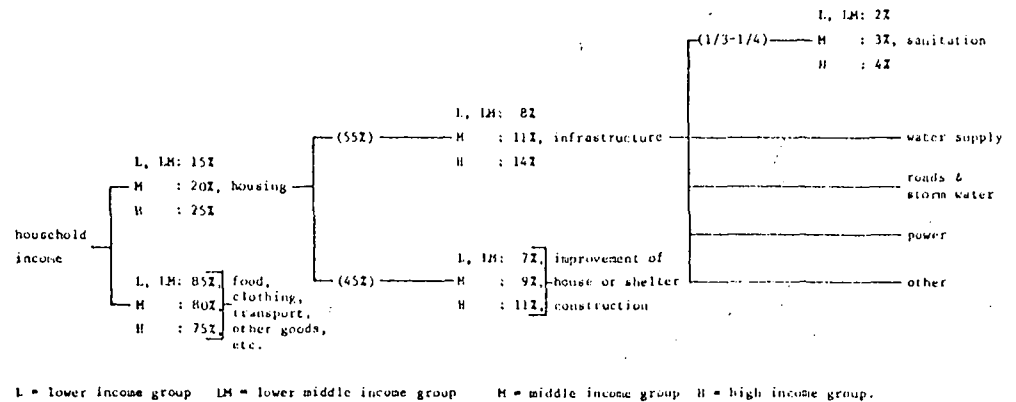 L, LM: 2%
(1/3-1/4) M : 3%, sanitation
H : 4%
L, LM: 8%
(55%) M : 11%, infrastructure
H : 14%
water supply
L, LM: 15%
M : 20%, housing
H : 25%
roads &
storm water
household
income
power
L, LM: 7%, improvement of
(45%) M : 9%, house or shelter
H : 11%, construction
other
L, LM: 85%, food,
clothing,
M : 80%, transport,
H : 75%, other goods,
etc.
L = lower income group LM = lower middle income group M = middle income group H = high income group.